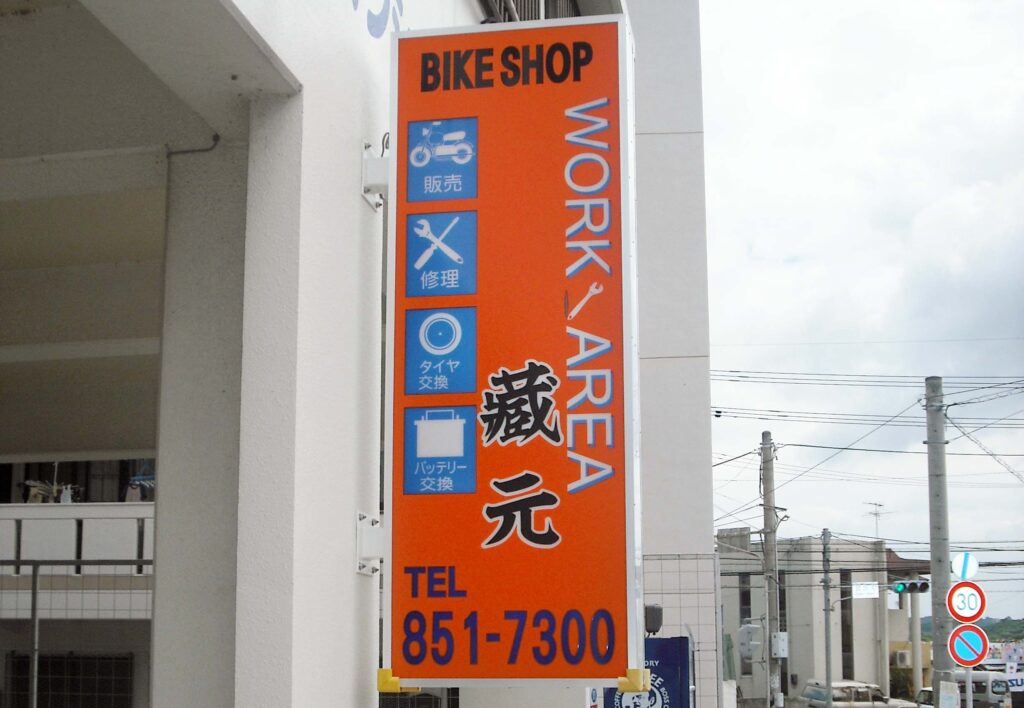 BIKE SHOP
WORK AREA
販売
修理
タイヤ
交換
バッテリー
交換
藏元
TEL
851-7300
30
BOSS